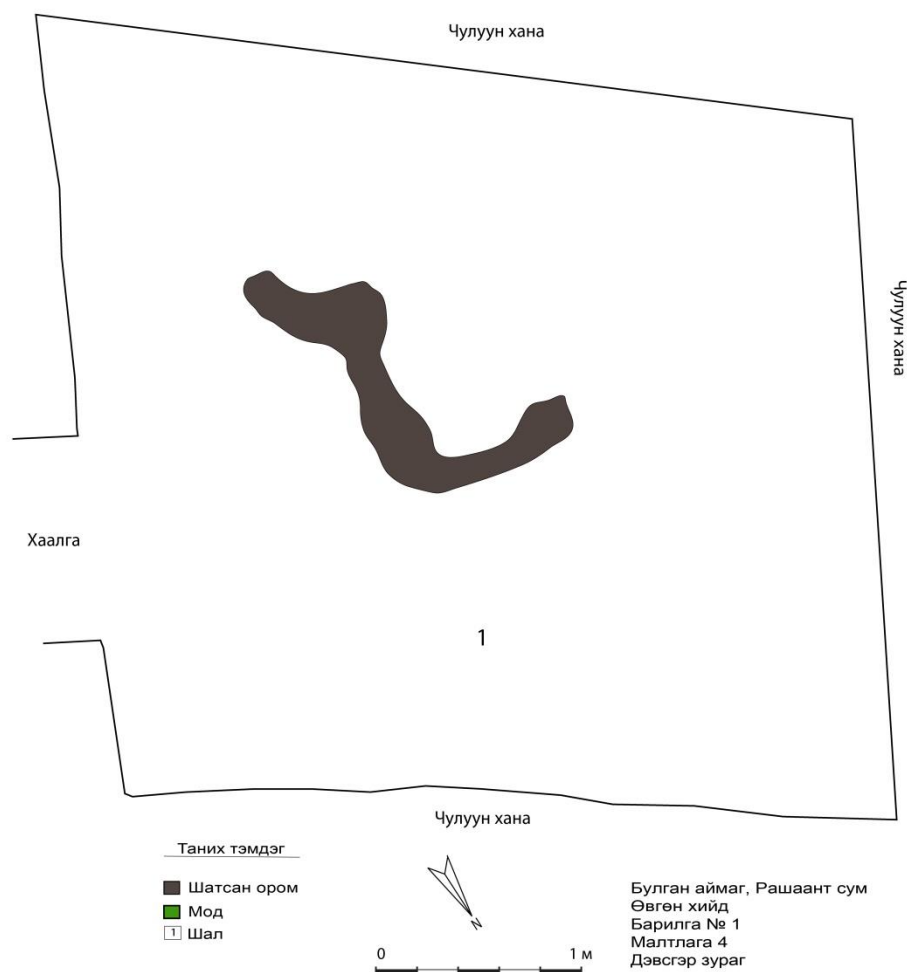 Чулуун хана
Чулуун хана
Хаалга
1
Чулуун хана
Таних тэмдэг
Шатсан ором
Мод
1 Шал
N
0 1 м
Булган аймаг, Рашаант сум
Өвгөн хийд
Барилга № 1
Малтлага 4
Дэвсгэр зураг